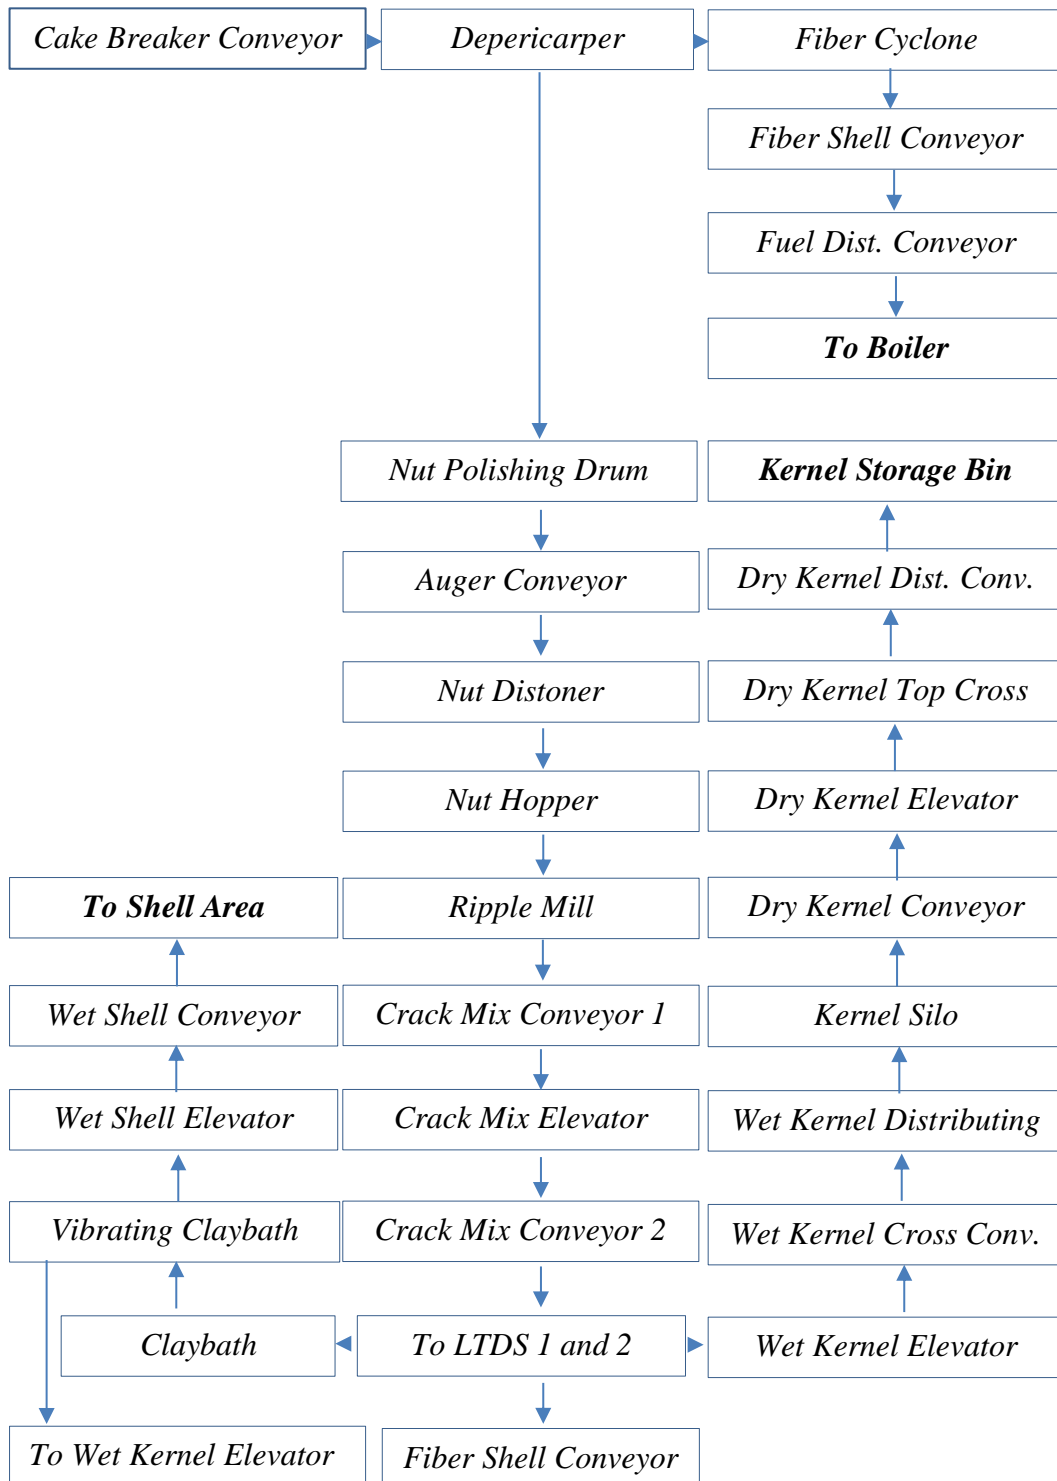 Cake Breaker Conveyor
Depericarper
Fiber Cyclone
Fiber Shell Conveyor
Fuel Dist. Conveyor
To Boiler
Nut Polishing Drum
Kernel Storage Bin
Auger Conveyor
Dry Kernel Dist. Conv.
Nut Distoner
Dry Kernel Top Cross
Nut Hopper
Dry Kernel Elevator
To Shell Area
Ripple Mill
Dry Kernel Conveyor
Wet Shell Conveyor
Crack Mix Conveyor 1
Kernel Silo
Wet Shell Elevator
Crack Mix Elevator
Wet Kernel Distributing
Vibrating Claybath
Crack Mix Conveyor 2
Wet Kernel Cross Conv.
Claybath
To LTDS 1 and 2
Wet Kernel Elevator
To Wet Kernel Elevator
Fiber Shell Conveyor